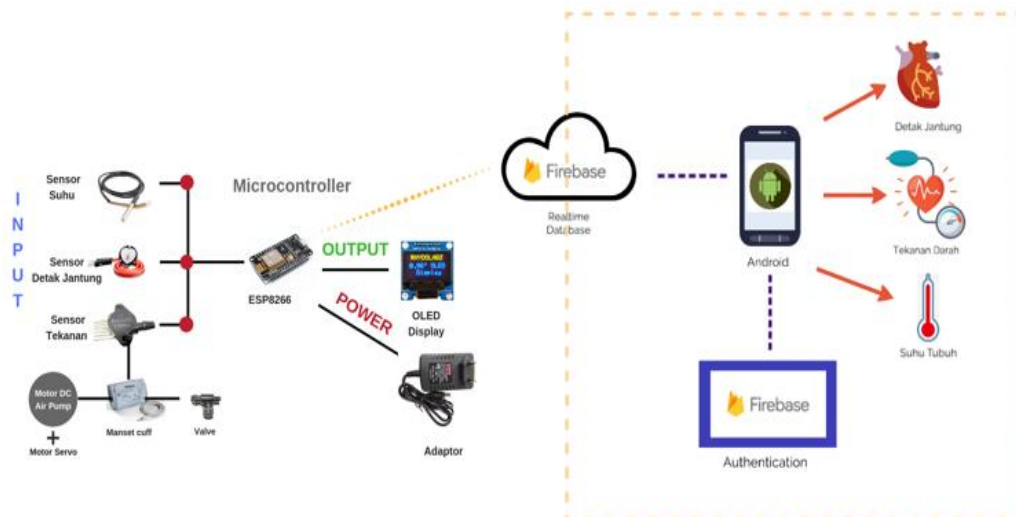 INPUT
Sensor
Suhu
Sensor
Detak Jantung
Sensor
Tekanan
Motor DC
Air Pump
+
Motor Servo
Manset cuff
Valve
Microcontroller
ESP8266
OUTPUT
POWER
OLED
Display
Adaptor
Firebase
Realtime
Database
Android
Firebase
Authentication
Detak Jantung
Tekanan Darah
Suhu Tubuh